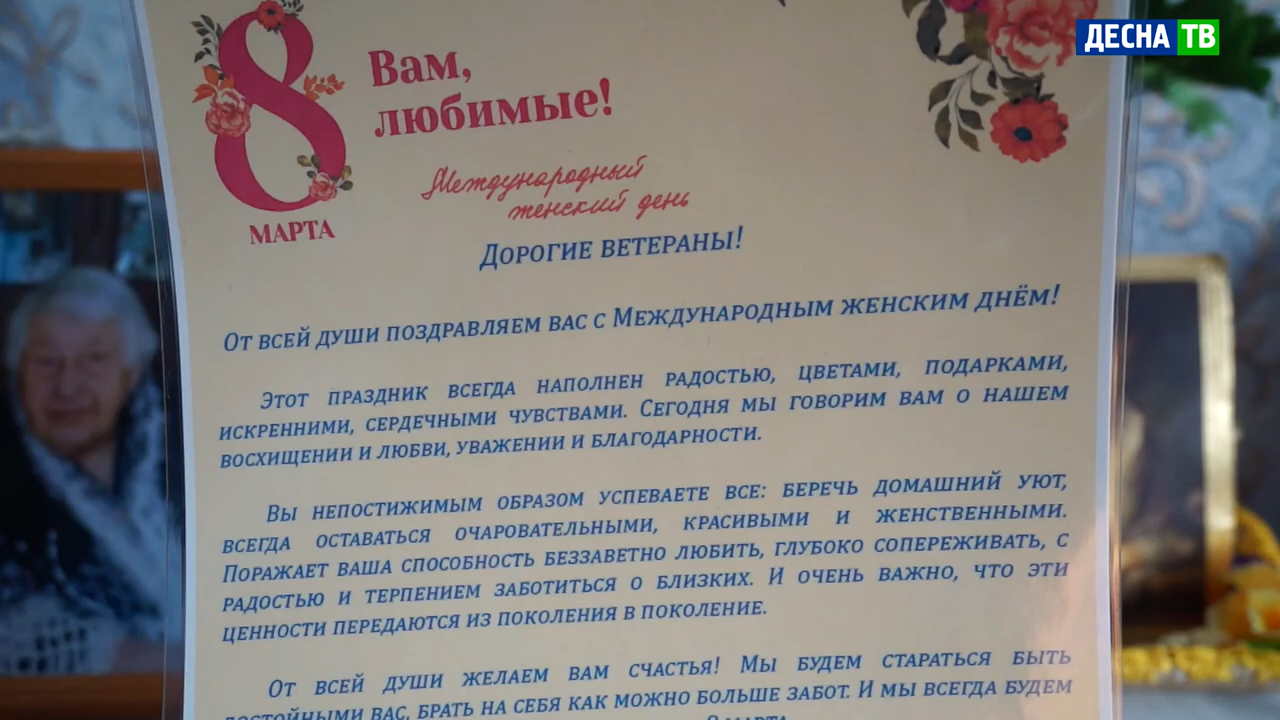 ДЕСНА ТВ
8
МАРТА
Вам,
любимые!
Международный
женский день
ДОРОГИЕ ВЕТЕРАНЫ!
ОТ ВСЕЙ ДУШИ ПОЗДРАВЛЯЕМ ВАС С МЕЖДУНАРОДНЫМ ЖЕНСКИМ ДНЁМ!
ЭТОТ ПРАЗДНИК ВСЕГДА НАПОЛНЕН РАДОСТЬЮ, ЦВЕТАМИ, ПОДАРКАМИ,
ИСКРЕННИМИ, СЕРДЕЧНЫМИ ЧУВСТВАМИ. СЕГОДНЯ МЫ ГОВОРИМ ВАМ О НАШЕМ
ВОСХИЩЕНИИ И ЛЮБВИ, УВАЖЕНИИ И БЛАГОДАРНОСТИ.
ВЫ НЕПОСТИЖИМЫМ ОБРАЗОМ УСПЕВАЕТЕ ВСЕ: БЕРЕЧЬ ДОМАШНИЙ УЮТ,
ВСЕГДА ОСТАВАТЬСЯ ОЧАРОВАТЕЛЬНЫМИ, КРАСИВЫМИ И ЖЕНСТВЕННЫМИ.
ПОРАЖАЕТ ВАША СПОСОБНОСТЬ БЕЗЗАВЕТНО ЛЮБИТЬ, ГЛУБОКО СОПЕРЕЖИВАТЬ, С
РАДОСТЬЮ И ТЕРПЕНИЕМ ЗАБОТИТЬСЯ О БЛИЗКИХ. И ОЧЕНЬ ВАЖНО, ЧТО ЭТИ
ЦЕННОСТИ ПЕРЕДАЮТСЯ ИЗ ПОКОЛЕНИЯ В ПОКОЛЕНИЕ.
ОТ ВСЕЙ ДУШИ ЖЕЛАЕМ ВАМ СЧАСТЬЯ! МЫ БУДЕМ СТАРАТЬСЯ БЫТЬ
ДОСТОЙНЫМИ ВАС, БРАТЬ НА СЕБЯ КАК МОЖНО БОЛЬШЕ ЗАБОТ. И МЫ ВСЕГДА БУДЕМ